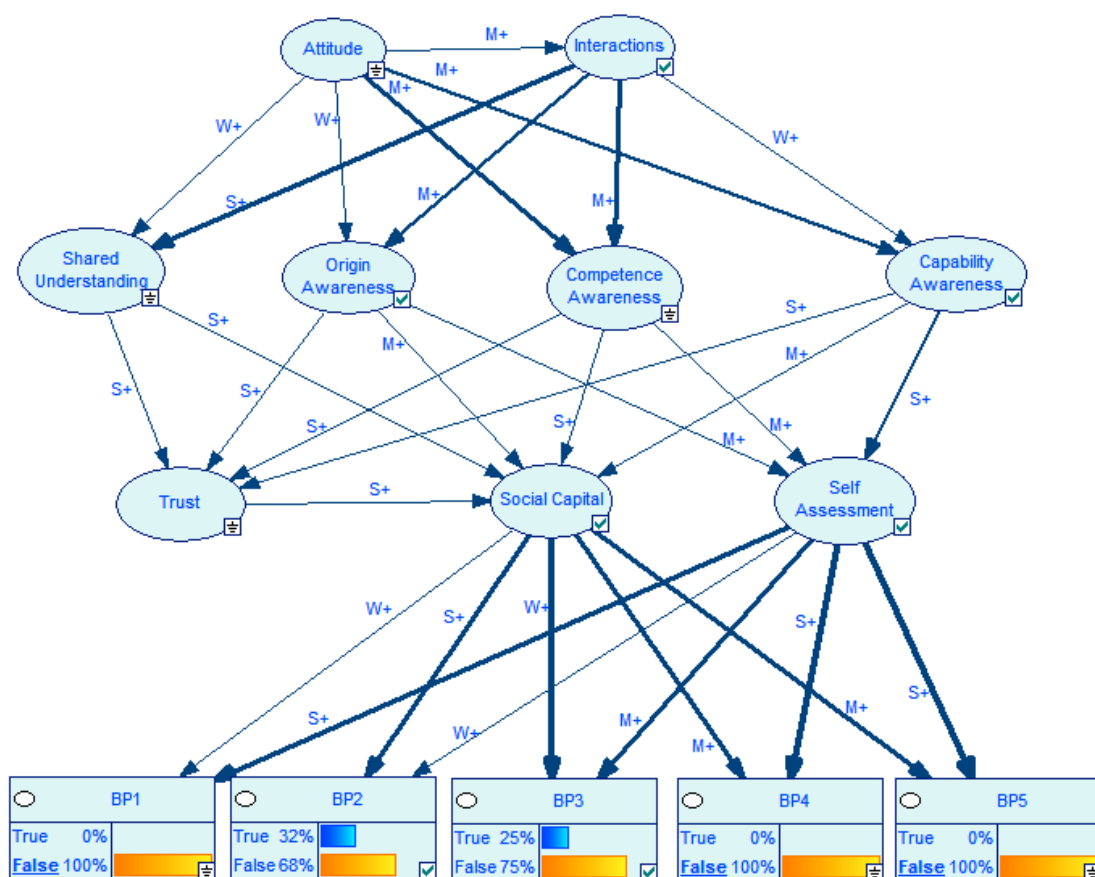 Attitude
M+
Interactions
M+
M+
W+
W+
W+
S+
M+
M+
Shared
Understanding
Origin
Awareness
Competence
Awareness
Capability
Awareness
S+
M+
S+
M+
S+
S+
S+
S+
M+
M+
S+
Trust
S+
Social Capital
Self
Assessment
W+
S+
W+
S+
S+
M+
W+
M+
M+
S+
BP1
True 0%
False 100%
BP2
True 32%
False 68%
BP3
True 25%
False 75%
BP4
True 0%
False 100%
BP5
True 0%
False 100%